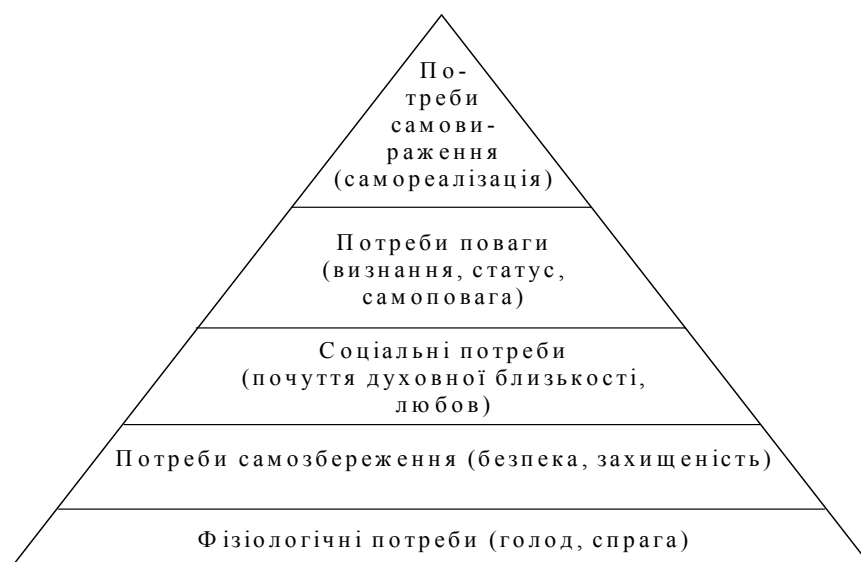 По-
треби
самови-
раження
(самореалізація)
Потреби поваги
(визнання, статус,
самоповага)
Соціальні потреби
(почуття духовної близькості,
любов)
Потреби самозбереження (безпека, захищеність)
Фізіологічні потреби (голод, спрага)